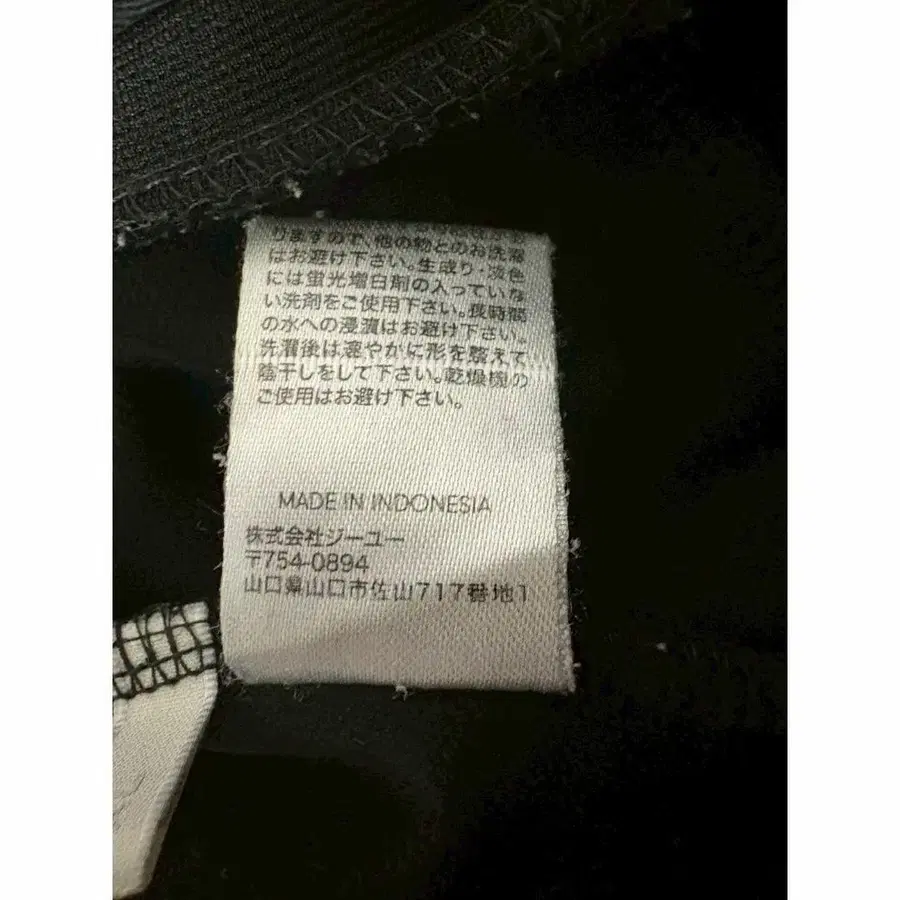 りますので、他の物とのお洗濯
はお避け下さい。生成り・淡色
には蛍光増白剤の入っていな
い洗剤をご使用下さい。長時間
の水への浸漬はお避け下さい。
洗濯後は速やかに形を整えて
陰干しをして下さい。乾燥機の
ご使用はお避け下さい。
MADE IN INDONESIA
株式会社ジーユー
〒754-0894
山口県山口市佐山717番地1